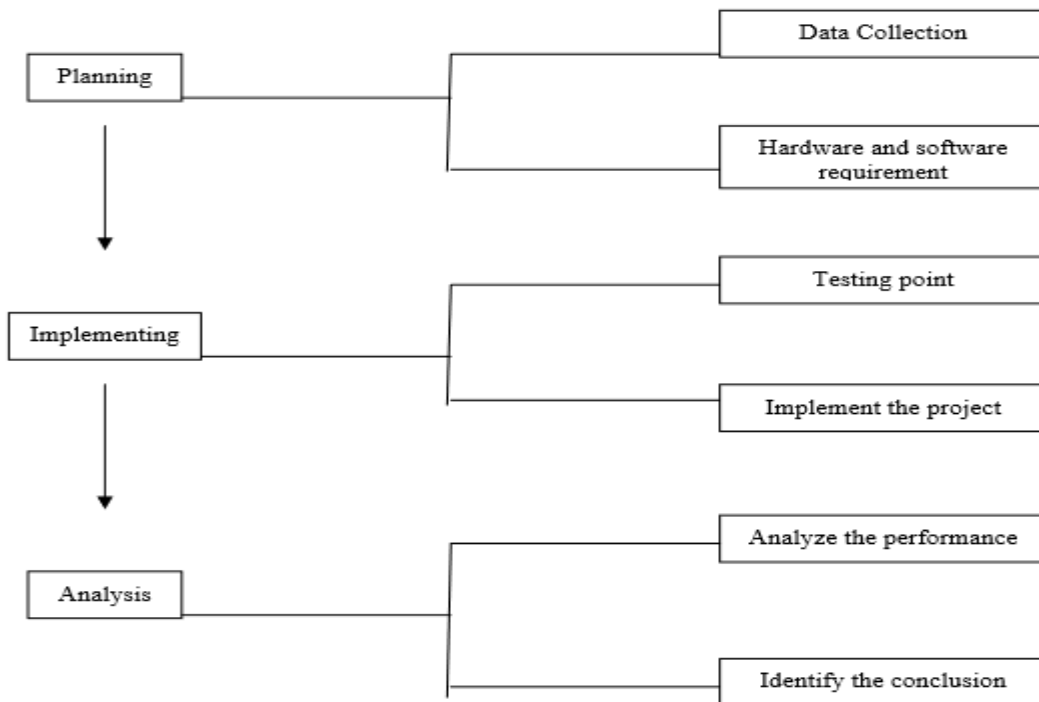 Data Collection
Planning
Hardware and software
requirement
Testing point
Implementing
Implement the project
Analyze the performance
Analysis
Identify the conclusion